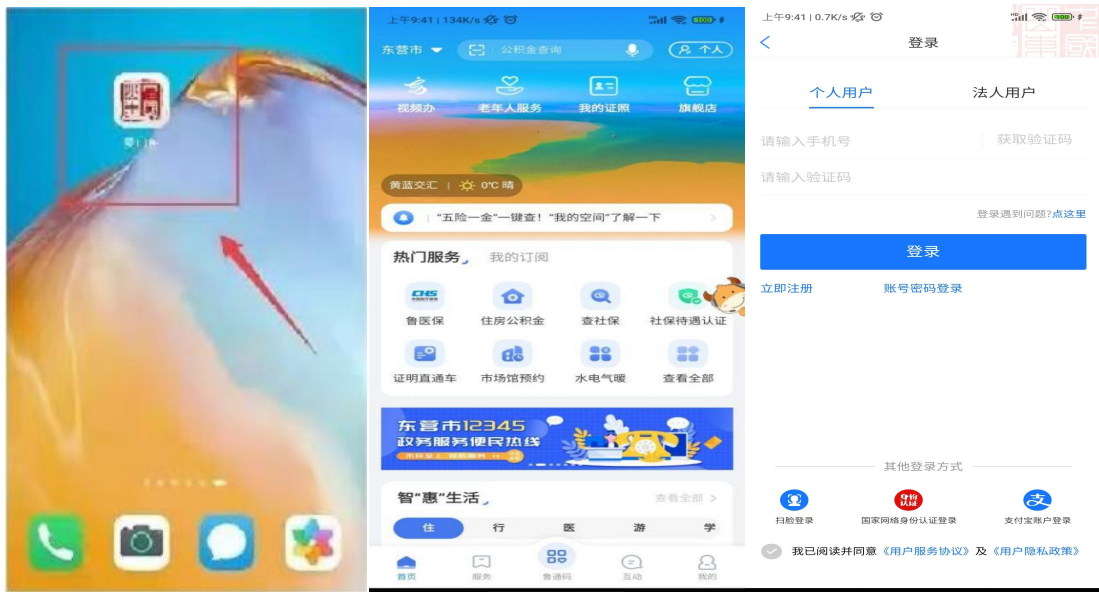 上午9:41 | 134K/s
东营市
公积金查询
个人
视频办
老年人服务
我的证照
旗舰店
黄蓝交汇 | 0℃ 晴
“五险一金”一键查！“我的空间”了解一下
热门服务
我的订阅
CHS
鲁医保
住房公积金
查社保
社保待遇认证
证明直通车
市场馆预约
水电气暖
查看全部
东营市12345
政务服务便民热线
智“惠”生活
查看全部
住
行
医
游
学
首页
服务
鲁通码
互动
我的
上午9:41 | 0.7K/s
100
登录
个人用户
法人用户
请输入手机号
获取验证码
请输入验证码
登录遇到问题?点这里
登录
立即注册
账号密码登录
其他登录方式
身份
认证
支
扫脸登录
国家网络身份认证登录
支付宝账户登录
我已阅读并同意《用户服务协议》及《用户隐私政策》